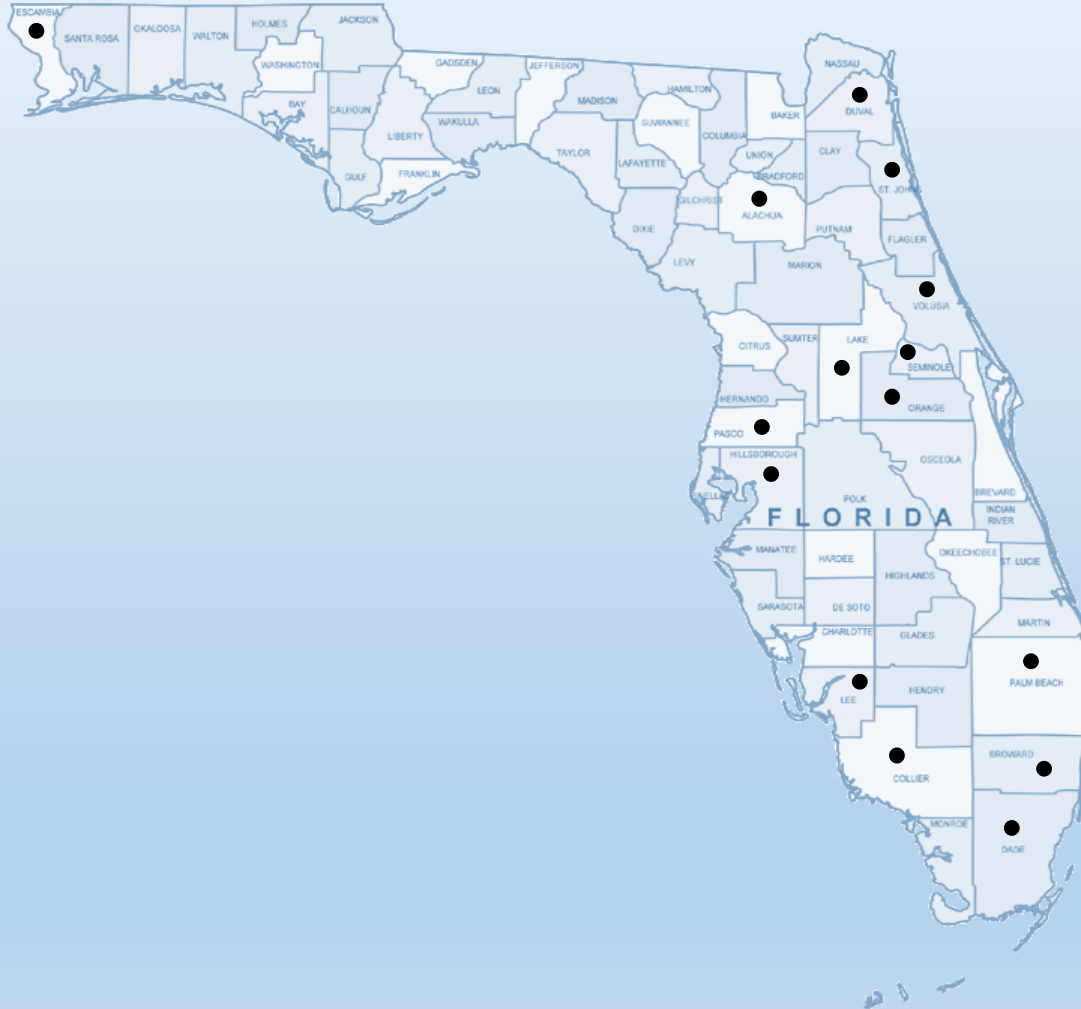 ESCAMBIA
SANTA ROSA
OKALOOSA
WALTON
HOLMES
JACKSON
WASHINGTON
BAY
CALHOUN
GULF
LIBERTY
GADSDEN
LEON
WAKULLA
FRANKLIN
JEFFERSON
MADISON
TAYLOR
HAMILTON
SUWANNEE
LAFAYETTE
DIXIE
COLUMBIA
GILCHRIST
LEVY
BAKER
UNION
BRADFORD
ALACHUA
NASSAU
DUVAL
CLAY
ST. JOHNS
PUTNAM
FLAGLER
MARION
VOLUSIA
CITRUS
SUMTER
LAKE
SEMINOLE
HERNANDO
ORANGE
PASCO
HILLSBOROUGH
POLK
OSCEOLA
BREVARD
FLORIDA
INDIAN
RIVER
MANATEE
HARDEE
HIGHLANDS
OKEECHOBEE
ST. LUCIE
SARASOTA
DE SOTO
CHARLOTTE
GLADES
MARTIN
LEE
HENDRY
PALM BEACH
COLLIER
BROWARD
MONROE
DADE